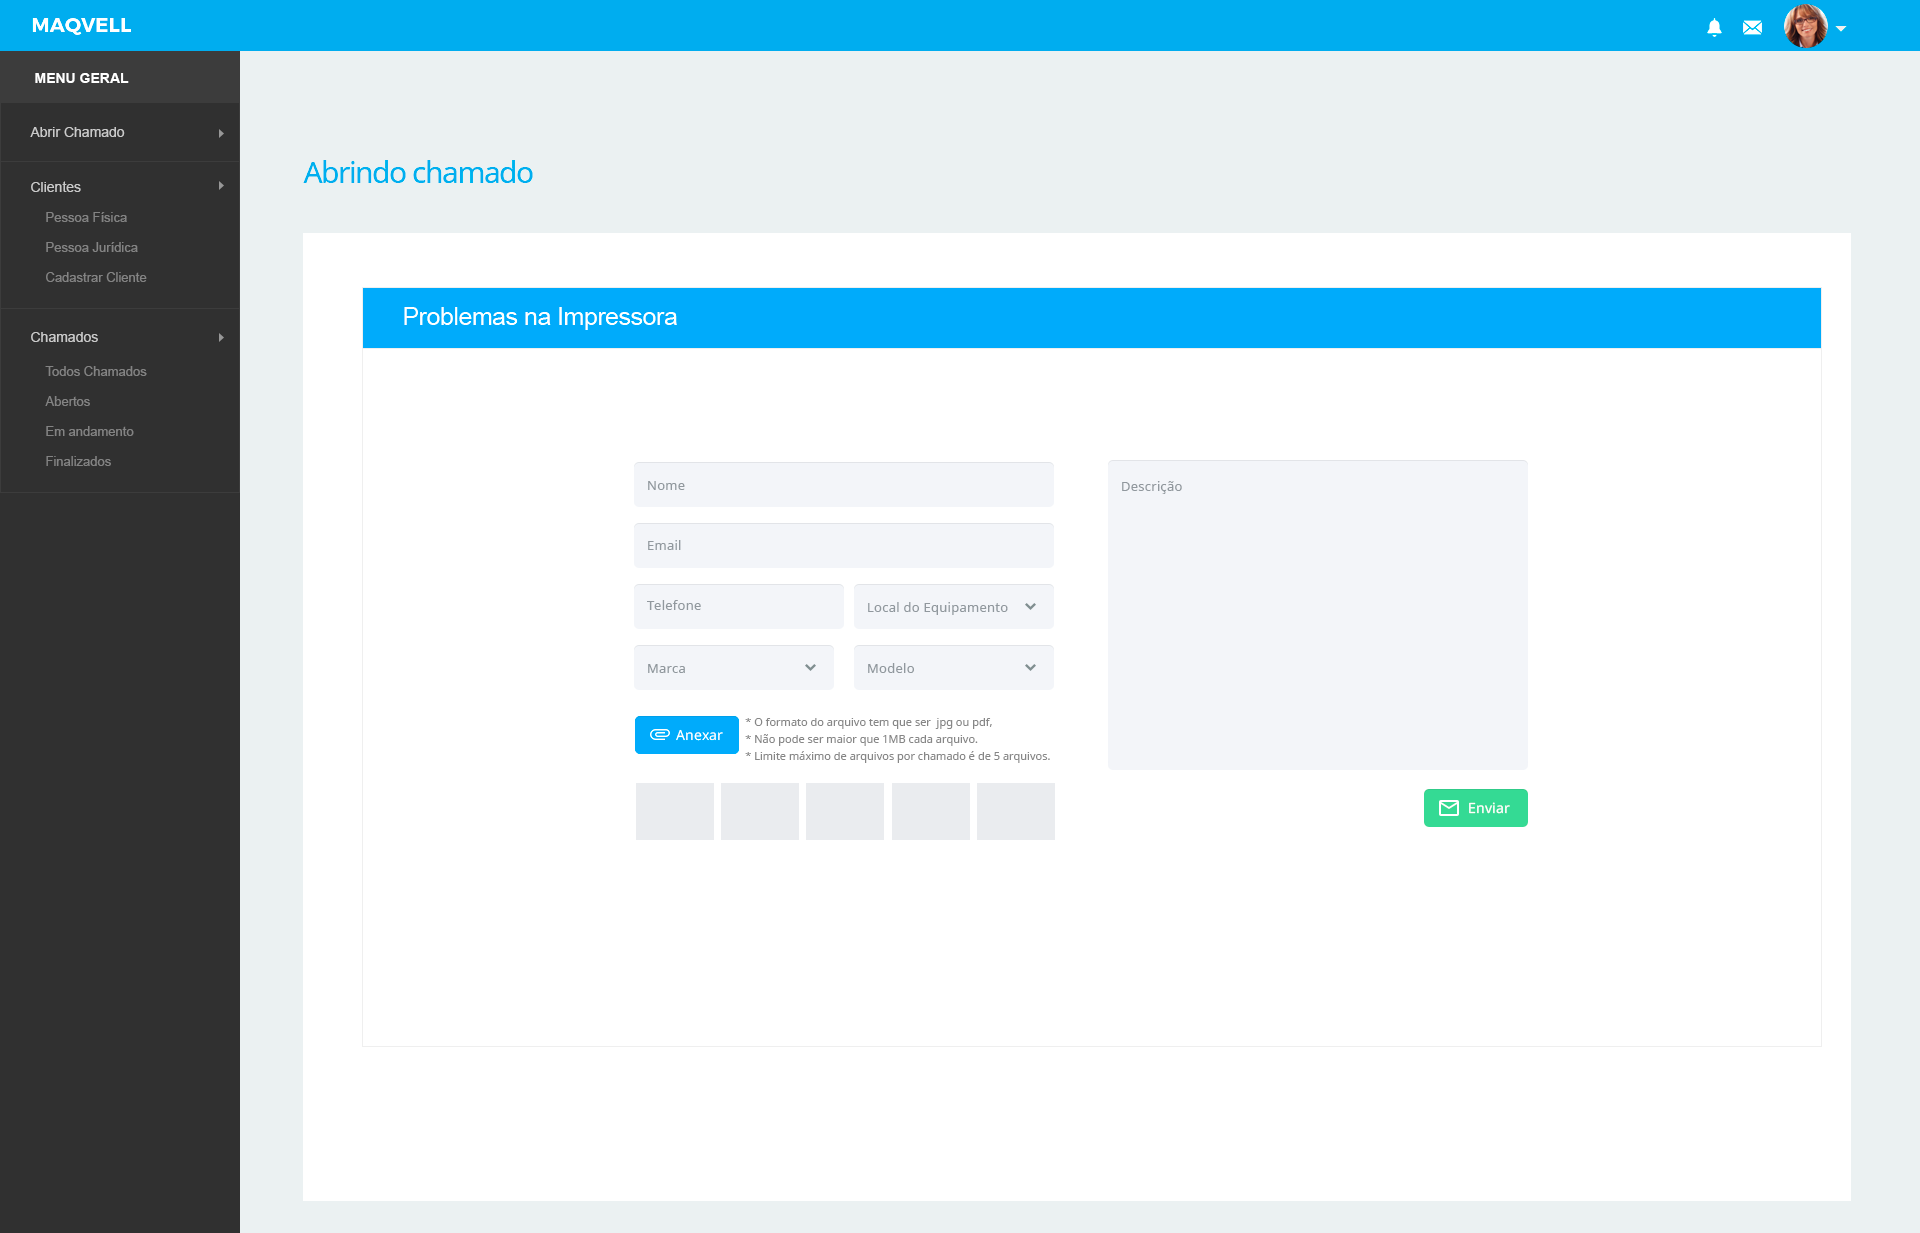 MAQVELL
MENU GERAL
Abrir Chamado
Clientes
Pessoa Física
Pessoa Jurídica
Cadastrar Cliente
Chamados
Todos Chamados
Abertos
Em andamento
Finalizados
Abrindo chamado
Problemas na Impressora
Nome
Email
Telefone
Local do Equipamento
Marca
Modelo
Anexar
* O formato do arquivo tem que ser  jpg ou pdf,
* Não pode ser maior que 1MB cada arquivo.
* Limite máximo de arquivos por chamado é de 5 arquivos.
Descrição
Enviar